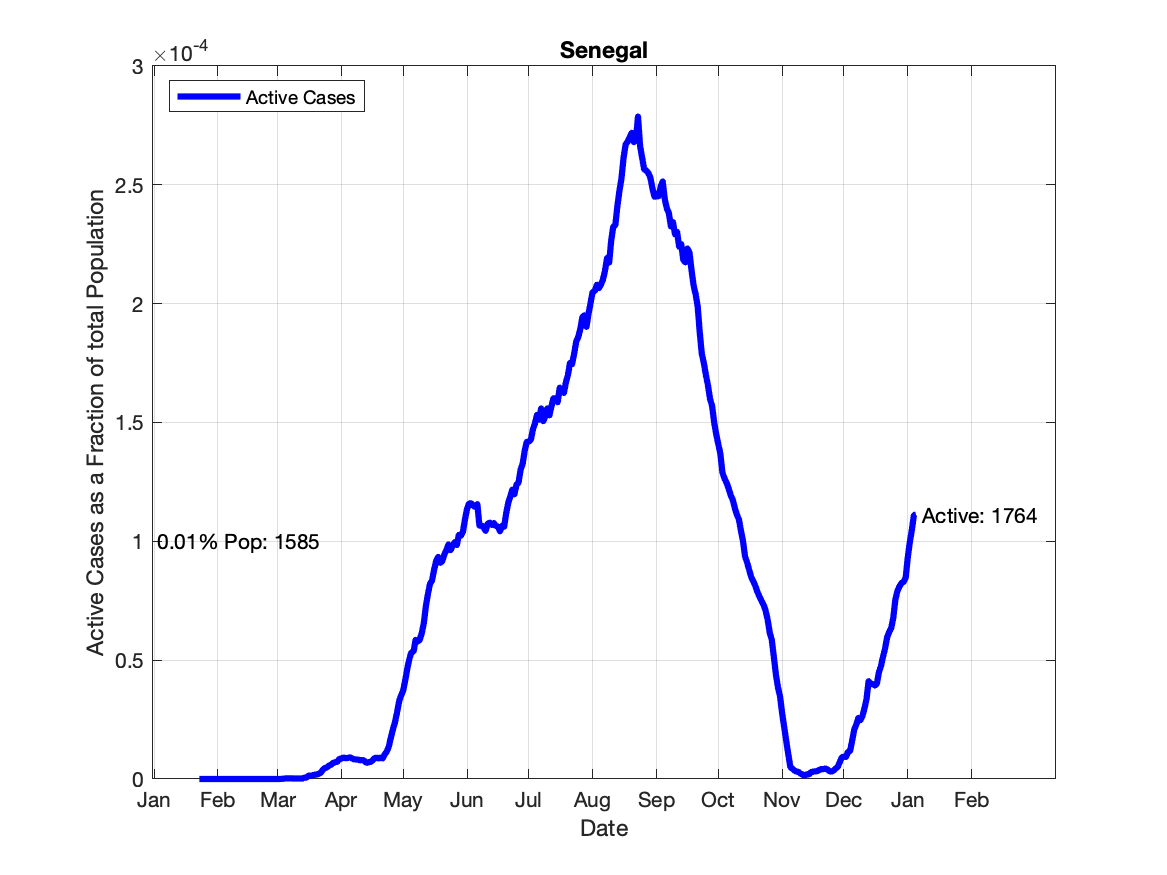 Senegal
×10-4
Active Cases
3
2.5
2
1.5
1
0.5
0
0.01% Pop: 1585
Active: 1764
Active Cases as a Fraction of total Population
Jan Feb Mar Apr May Jun Jul Aug Sep Oct Nov Dec Jan Feb
Date